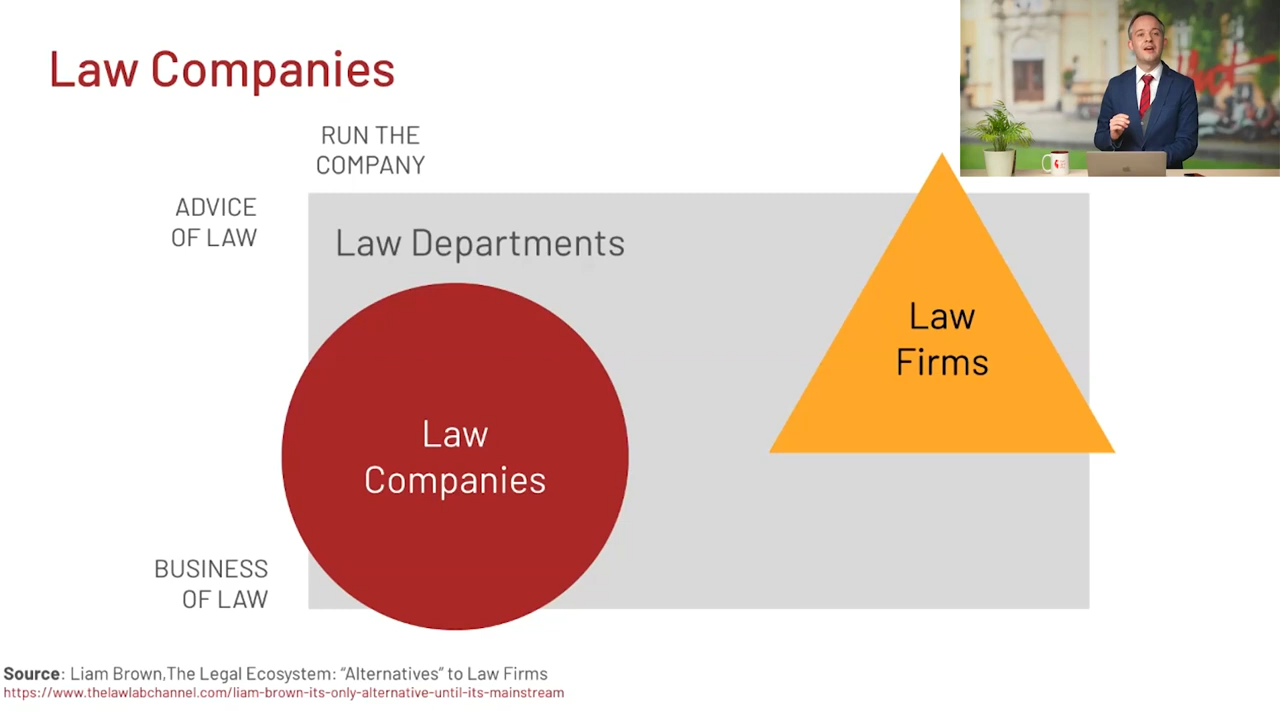 Law Companies
RUN THE
COMPANY
ADVICE
OF LAW
Law Departments
Law
Firms
Law
Companies
BUSINESS
OF LAW
Source: Liam Brown,The Legal Ecosystem: “Alternatives” to Law Firms
https://www.thelawlabchannel.com/liam-brown-its-only-alternative-until-its-mainstream